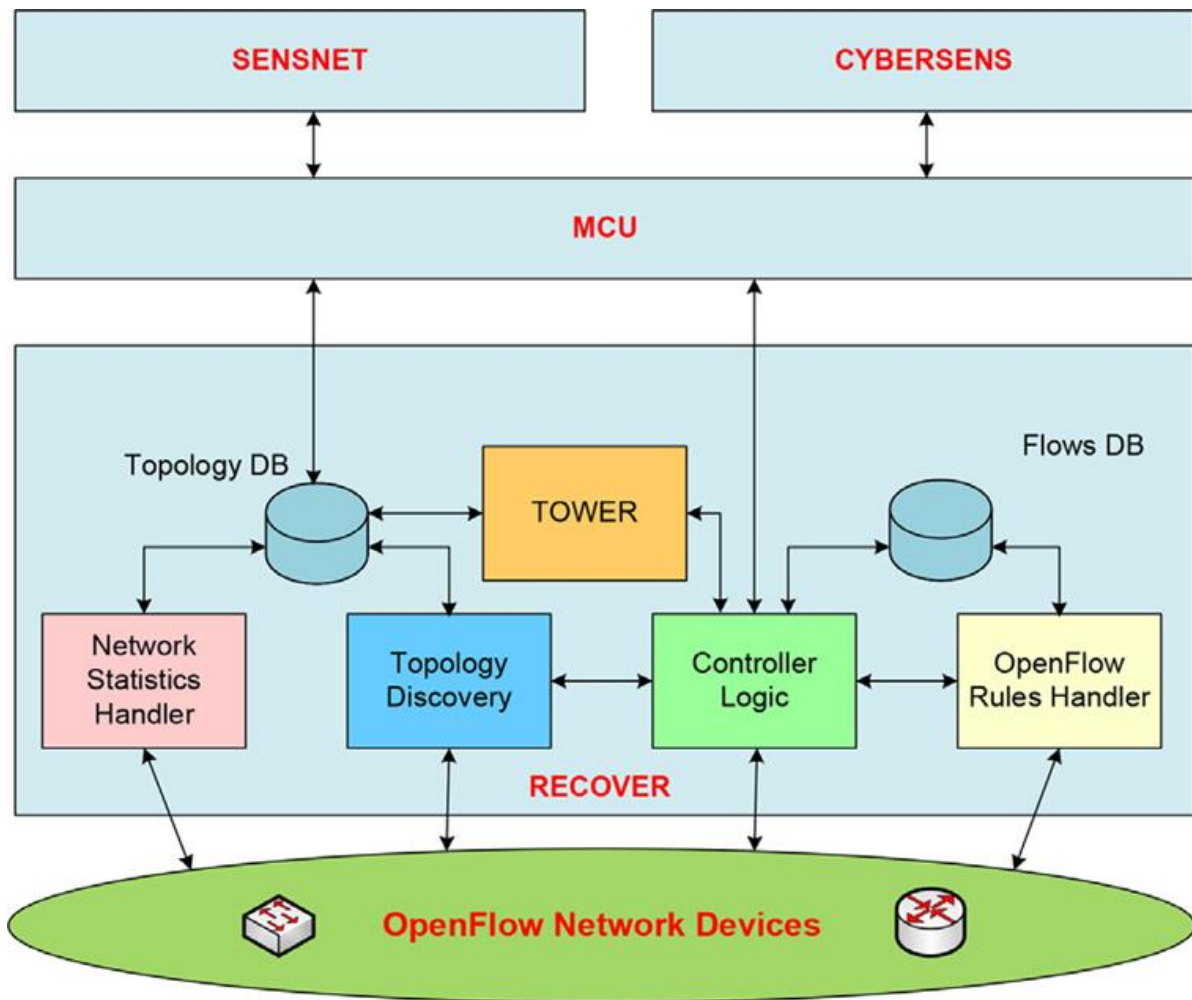 SENSNET
CYBERSENS
MCU
Topology DB
Flows DB
TOWER
Network
Statistics
Handler
Topology
Discovery
Controller
Logic
OpenFlow
Rules Handler
RECOVER
OpenFlow Network Devices